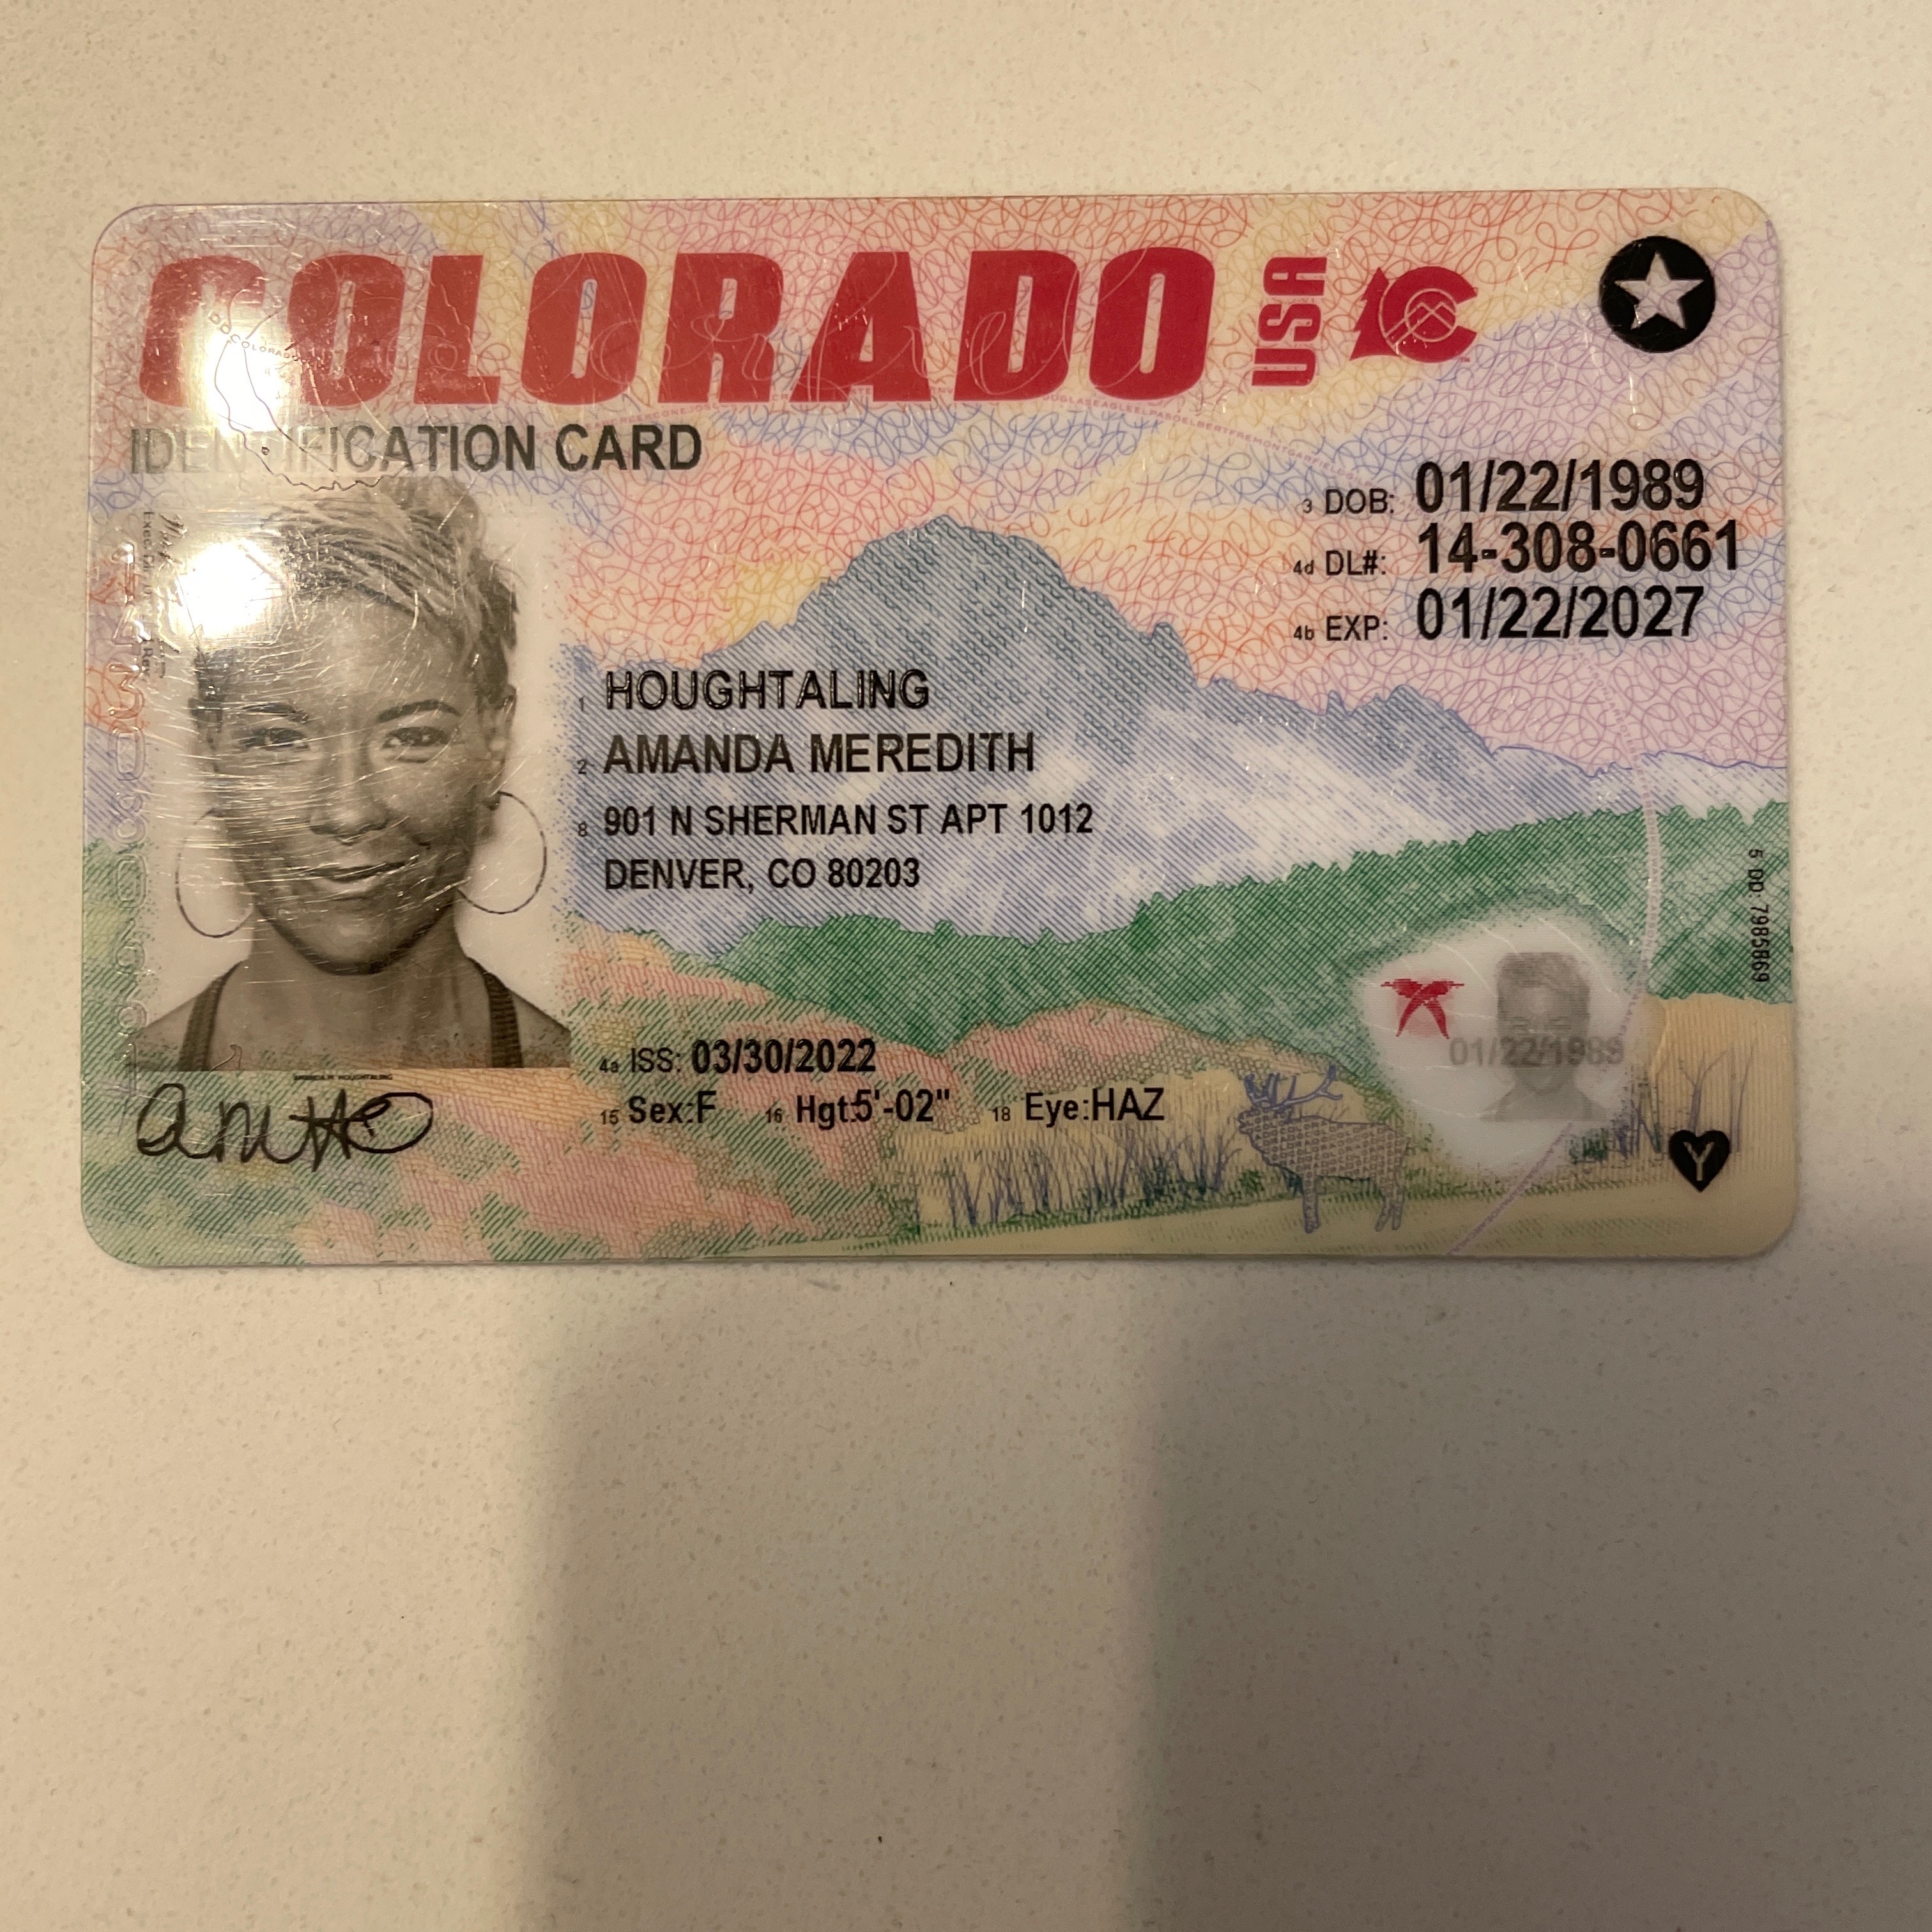 COLORADO USA
IDENTIFICATION CARD
3 DOB: 01/22/1989
4d DL#: 14-308-0661
4b EXP: 01/22/2027
1 HOUGHTALING
2 AMANDA MEREDITH
8 901 N SHERMAN ST APT 1012
DENVER, CO 80203
5 DD: 7985869
4a ISS: 03/30/2022
15 Sex:F 16 Hgt:5'-02" 18 Eye:HAZ
01/22/1989
Y